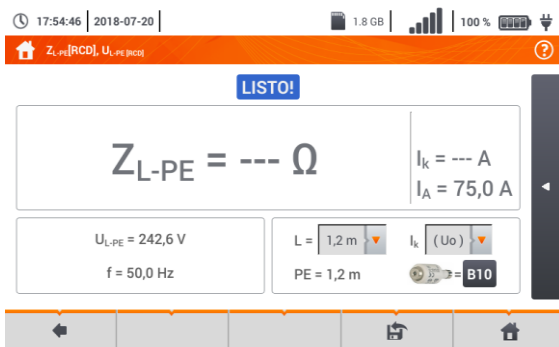 17:54:46 2018-07-20 1.8 GB 100 %
ZL-PE[RCD], UL-PE [RCD] ?
LISTO!
ZL-PE = --- Ω
Ik = --- A
IA = 75,0 A
UL-PE = 242,6 V
f = 50,0 Hz
L = 1,2 m Ik (Uo)
PE = 1,2 m = B10